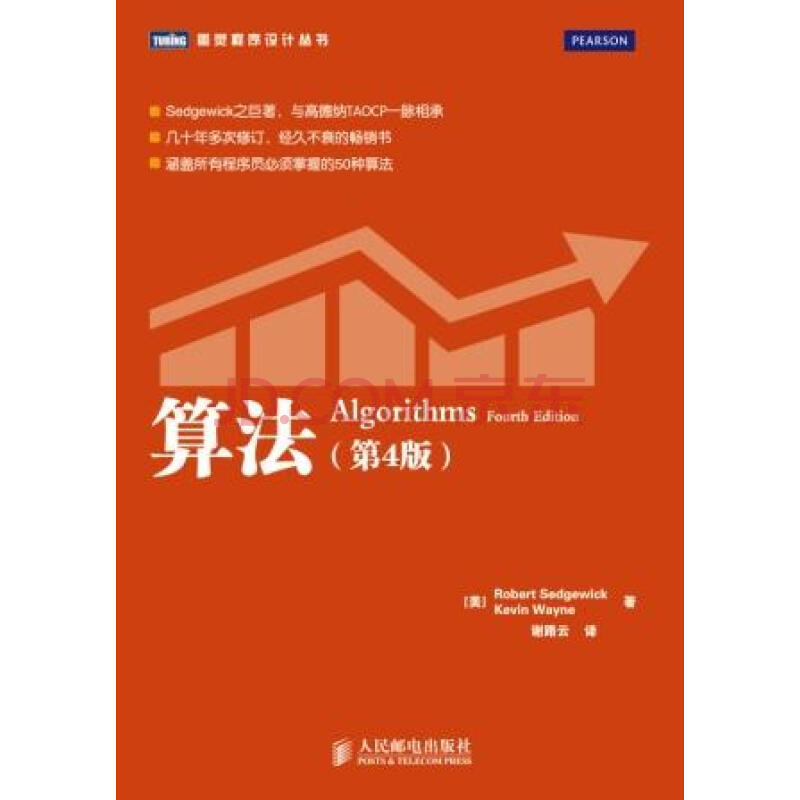 TURING 图灵程序设计丛书
PEARSON
Sedgewick之巨著，与高德纳TAOCP一脉相承
几十年多次修订，经久不衰的畅销书
涵盖所有程序员必须掌握的50种算法
JD.COM 京东
算法
Algorithms Fourth Edition
（第4版）
[美] Robert Sedgewick
Kevin Wayne 著
谢路云 译
人民邮电出版社
POSTS & TELECOM PRESS